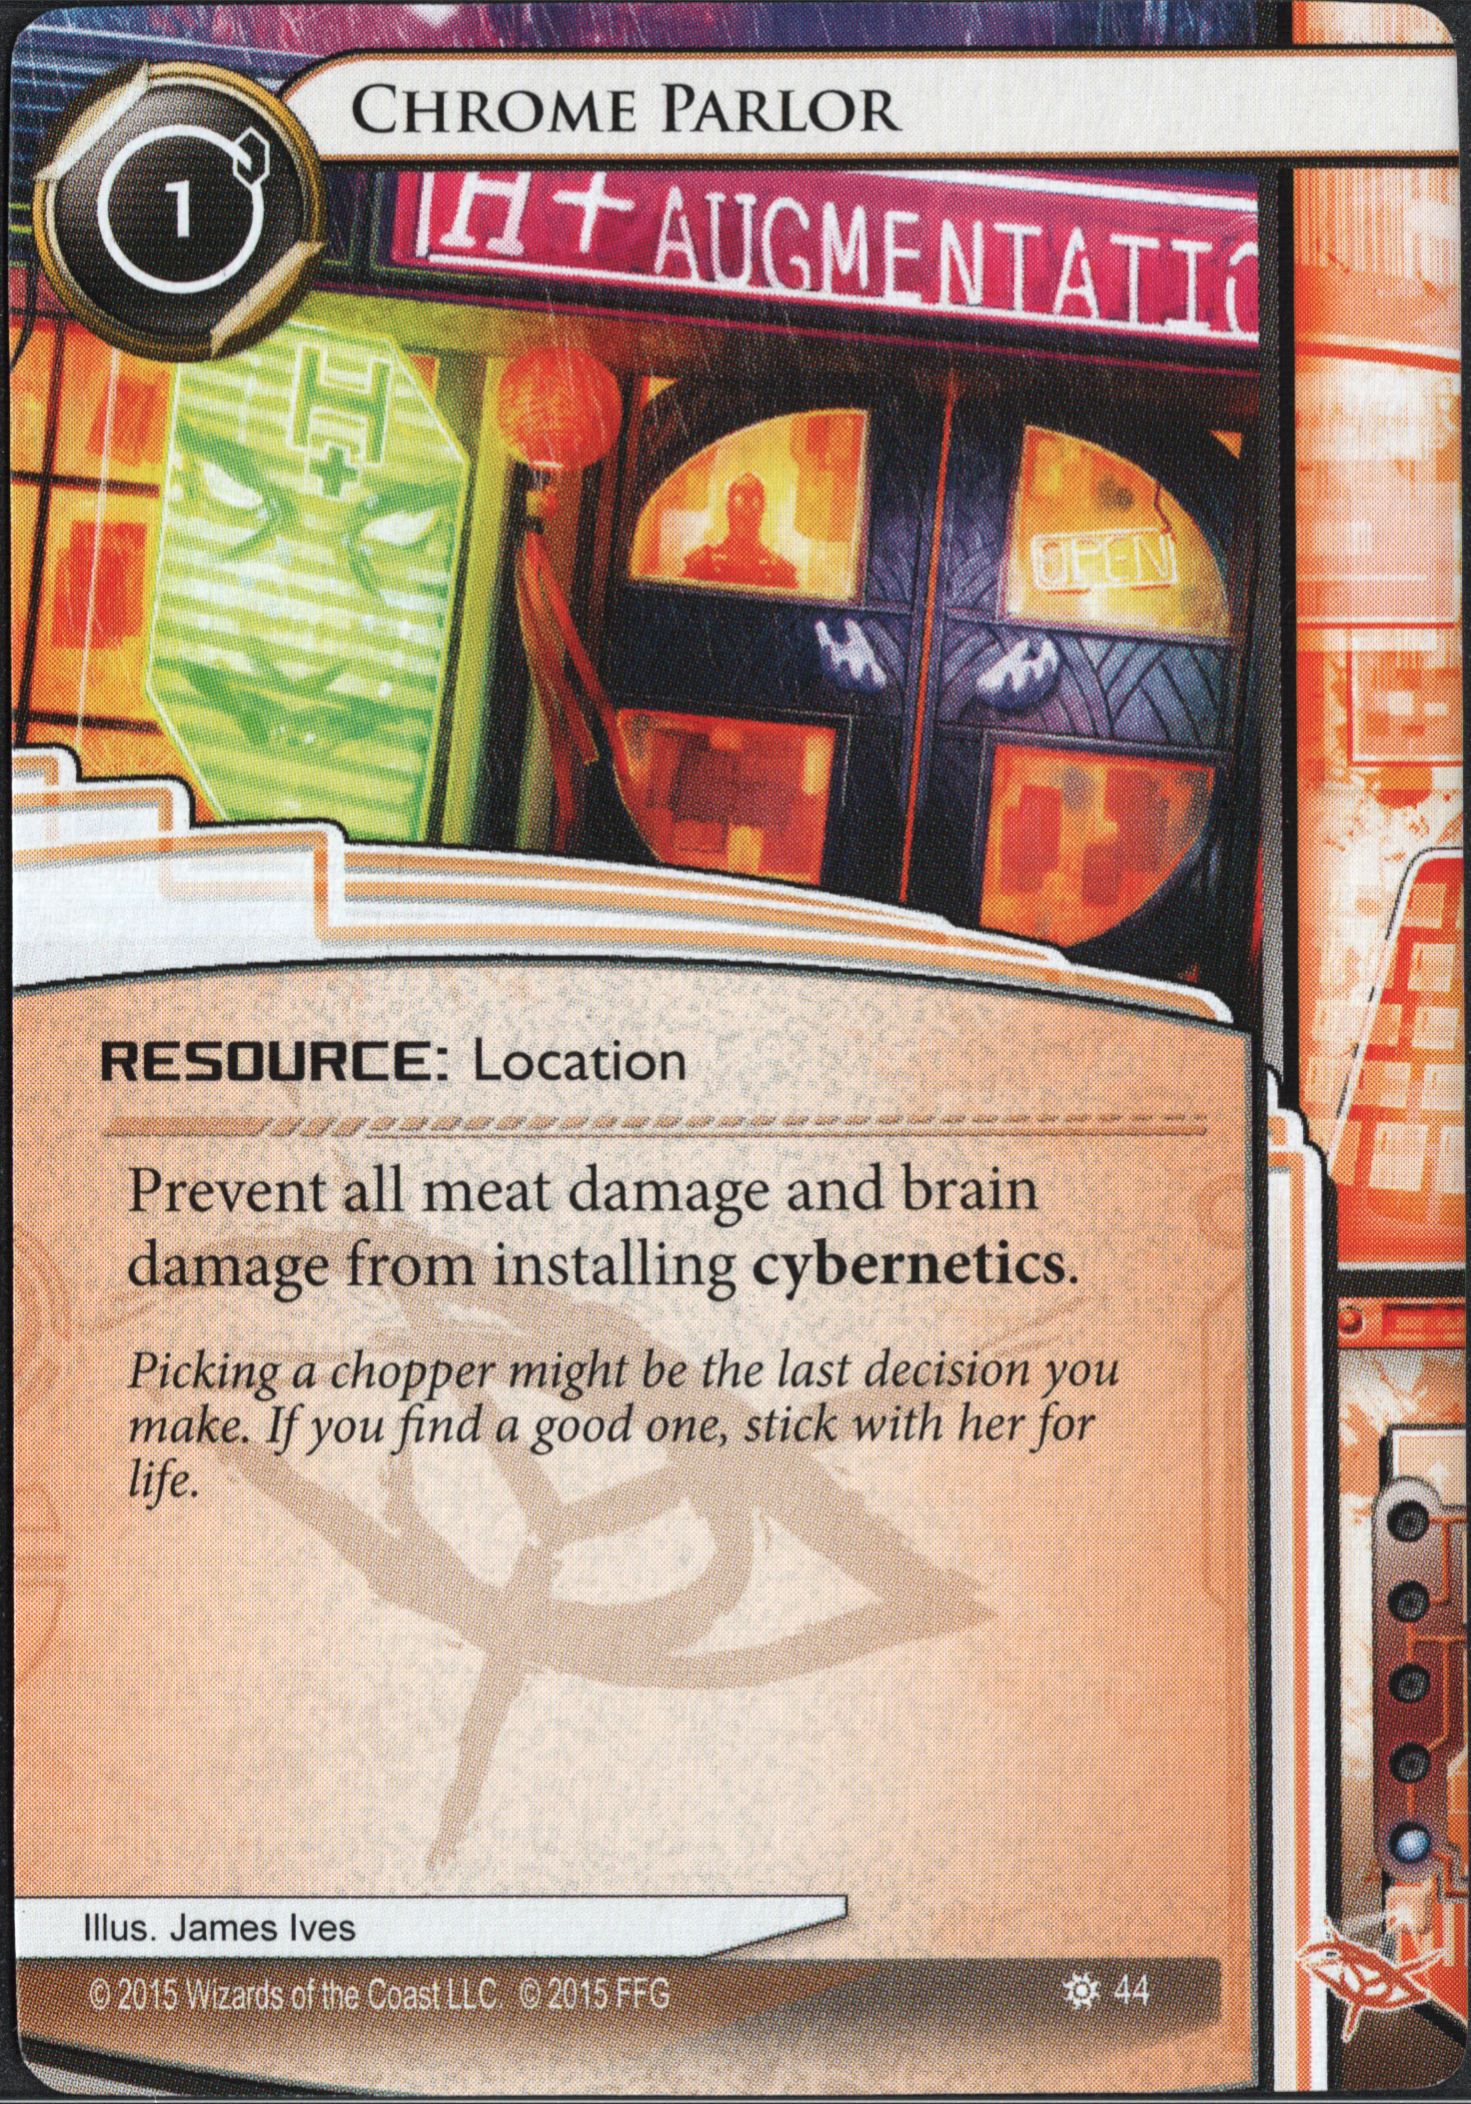 CHROME PARLOR
1
H+ AUGMENTATIO
H+
OPEN
RESOURCE: Location
Prevent all meat damage and brain
damage from installing cybernetics.
Picking a chopper might be the last decision you
make. If you find a good one, stick with her for
life.
Illus. James Ives
© 2015 Wizards of the Coast LLC. © 2015 FFG
44